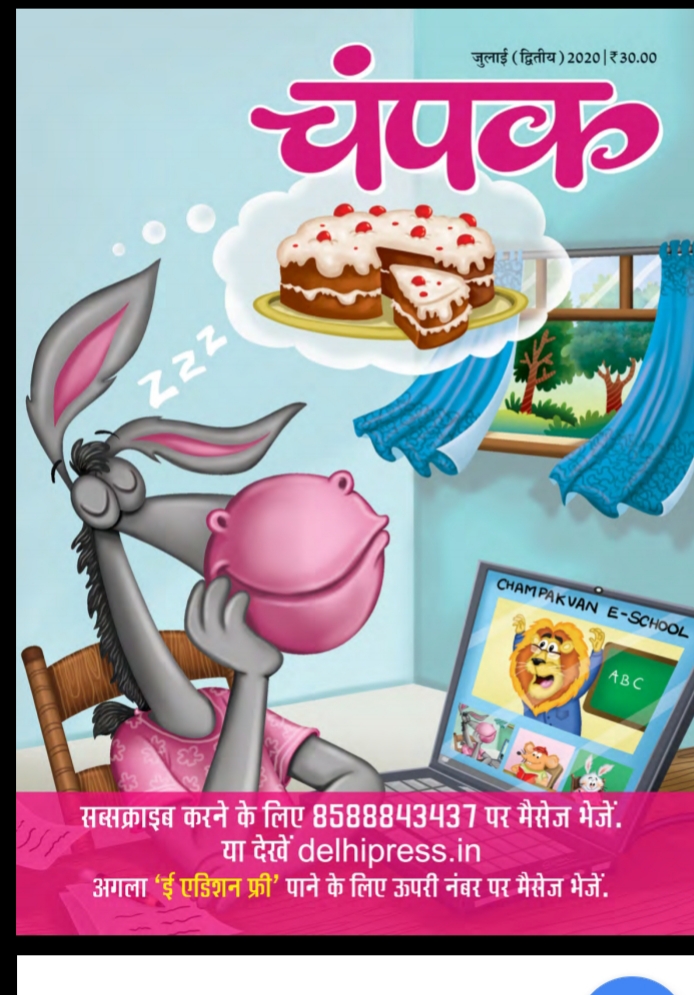 जुलाई (द्वितीय) 2020|₹30.00
चंपक
zzz
CHAMPAKVAN E-SCHOOL
ABC
सब्सक्राइब करने के लिए 8588843437 पर मैसेज भेजें.
या देखें delhipress.in
अगला ‘ई एडिशन फ्री’ पाने के लिए ऊपरी नंबर पर मैसेज भेजें.